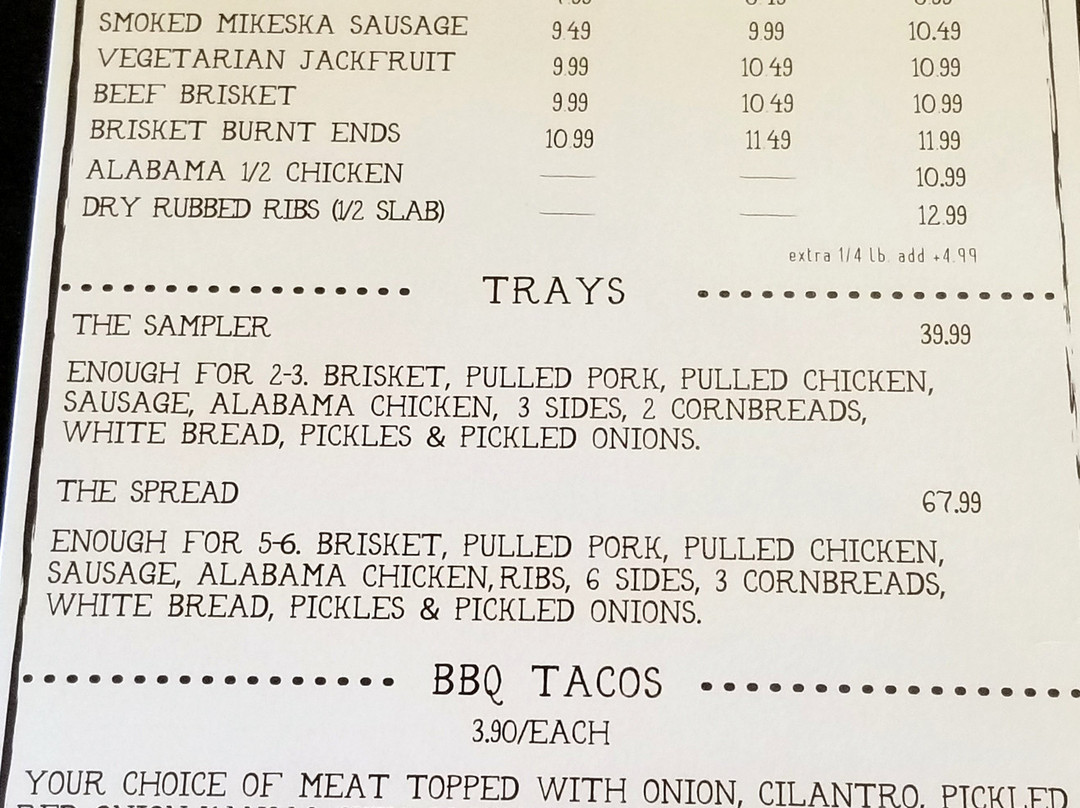 SMOKED MIKESKA SAUSAGE 9.49 9.99 10.49
VEGETARIAN JACKFRUIT 9.99 10.49 10.99
BEEF BRISKET 9.99 10.49 10.99
BRISKET BURNT ENDS 10.99 11.49 11.99
ALABAMA 1/2 CHICKEN 10.99
DRY RUBBED RIBS (1/2 SLAB) 12.99
extra 1/4 lb. add +4.99
TRAYS
THE SAMPLER 39.99
ENOUGH FOR 2-3. BRISKET, PULLED PORK, PULLED CHICKEN,
SAUSAGE, ALABAMA CHICKEN, 3 SIDES, 2 CORNBREADS,
WHITE BREAD, PICKLES & PICKLED ONIONS.
THE SPREAD 67.99
ENOUGH FOR 5-6. BRISKET, PULLED PORK, PULLED CHICKEN,
SAUSAGE, ALABAMA CHICKEN, RIBS, 6 SIDES, 3 CORNBREADS,
WHITE BREAD, PICKLES & PICKLED ONIONS.
BBQ TACOS
3.90/EACH
YOUR CHOICE OF MEAT TOPPED WITH ONION, CILANTRO, PICKLED